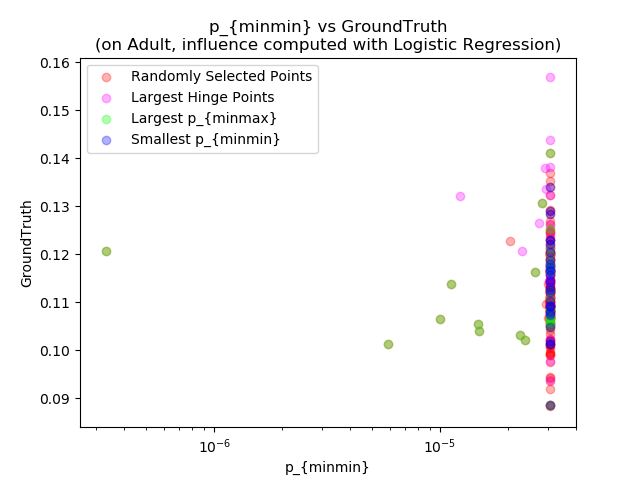 p_{minmin} vs GroundTruth
(on Adult, influence computed with Logistic Regression)
Randomly Selected Points
Largest Hinge Points
Largest p_{minmax}
Smallest p_{minmin}
0.16
0.15
0.14
0.13
0.12
0.11
0.10
0.09
GroundTruth
10⁻⁶
10⁻⁵
p_{minmin}